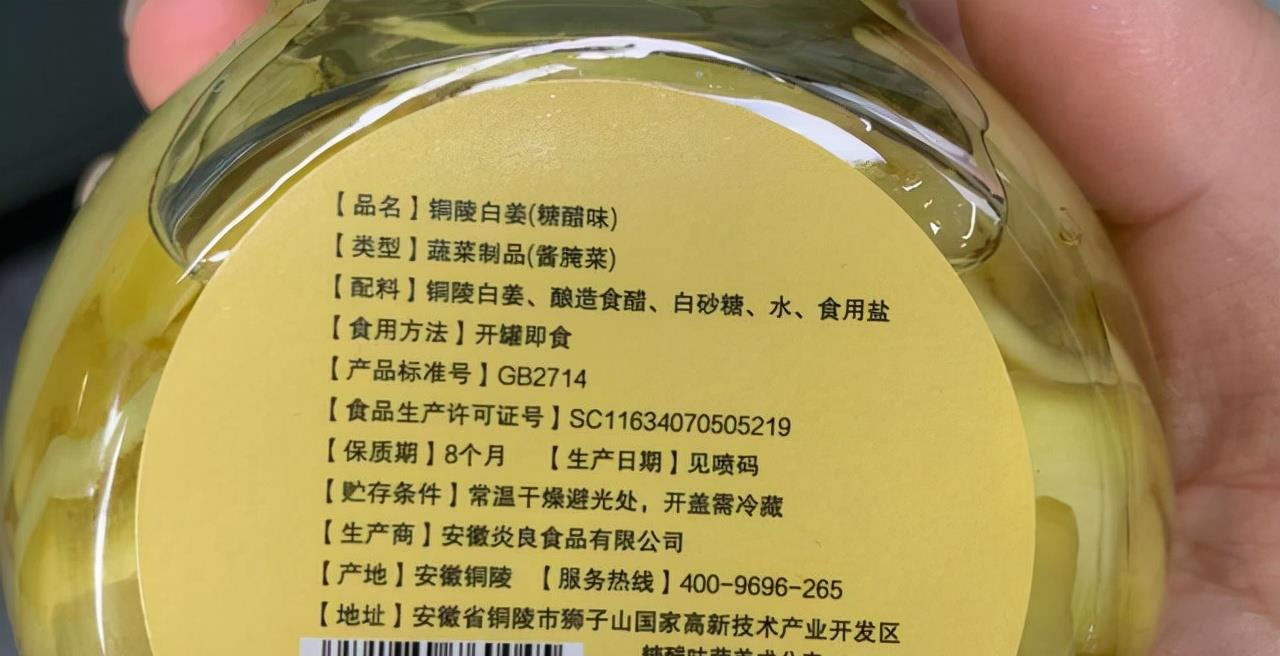 【品名】铜陵白姜(糖醋味)
【类型】蔬菜制品(酱腌菜)
【配料】铜陵白姜、酿造食醋、白砂糖、水、食用盐
【食用方法】开罐即食
【产品标准号】GB2714
【食品生产许可证号】SC11634070505219
【保质期】8个月 【生产日期】见喷码
【贮存条件】常温干燥避光处，开盖需冷藏
【生产商】安徽炎良食品有限公司
【产地】安徽铜陵 【服务热线】400-9696-265
【地址】安徽省铜陵市狮子山国家高新技术产业开发区